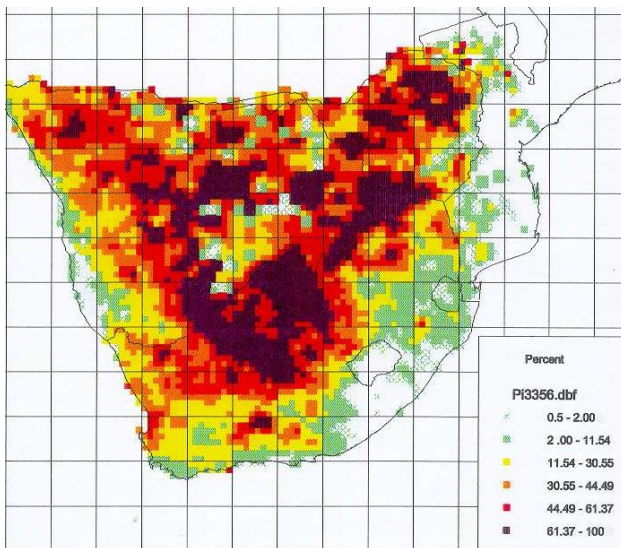 Percent
Pi3356.dbf
0.5 - 2.00
2 .00 - 11.54
11.54 - 30.55
30.55 - 44.49
44.49 - 61.37
61.37 - 100